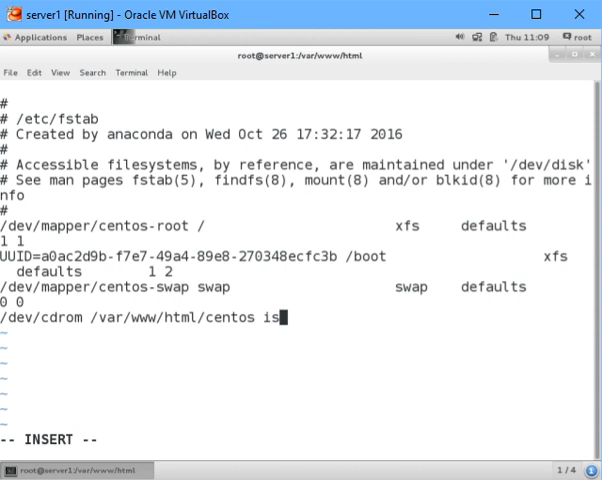 server1 [Running] - Oracle VM VirtualBox
Applications Places Terminal Thu 11:09 root
root@server1:/var/www/html
File Edit View Search Terminal Help
#
# /etc/fstab
# Created by anaconda on Wed Oct 26 17:32:17 2016
#
# Accessible filesystems, by reference, are maintained under '/dev/disk'
# See man pages fstab(5), findfs(8), mount(8) and/or blkid(8) for more i
nfo
#
/dev/mapper/centos-root / xfs defaults
1 1
UUID=a0ac2d9b-f7e7-49a4-89e8-270348ecfc3b /boot xfs
defaults 1 2
/dev/mapper/centos-swap swap swap defaults
0 0
/dev/cdrom /var/www/html/centos is
~
~
~
~
~
~
~
-- INSERT --
root@server1:/var/www/html 1 / 4 1